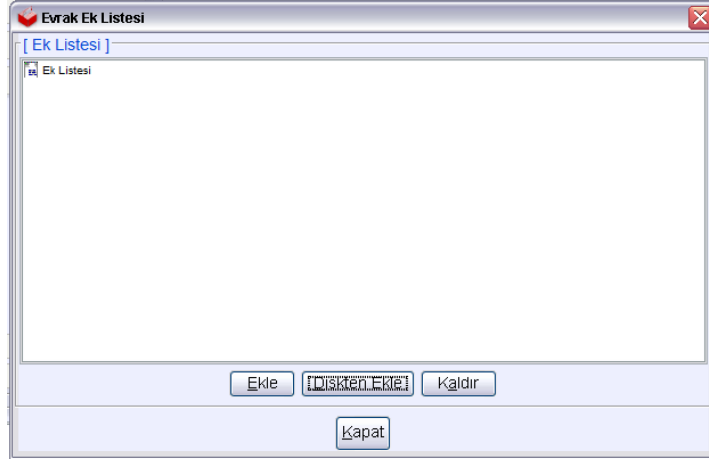 Evrak Ek Listesi
[ Ek Listesi ]
Ek Listesi
Ekle Diskten Ekle Kaldır
Kapat